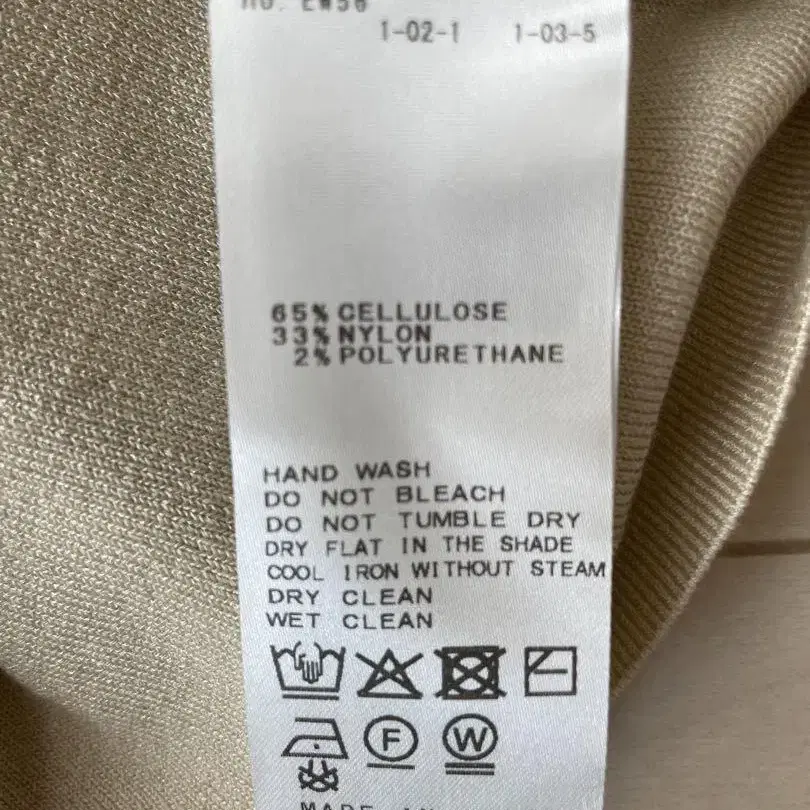 1-02-1 1-03-5
65% CELLULOSE
33% NYLON
2% POLYURETHANE
HAND WASH
DO NOT BLEACH
DO NOT TUMBLE DRY
DRY FLAT IN THE SHADE
COOL IRON WITHOUT STEAM
DRY CLEAN
WET CLEAN
F W
MADE